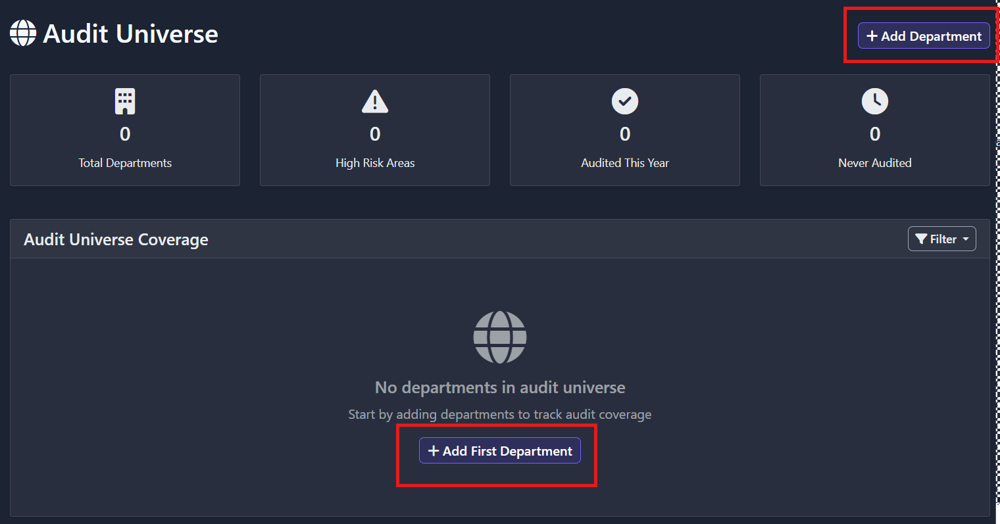 Audit Universe
+ Add Department
0
Total Departments
0
High Risk Areas
0
Audited This Year
0
Never Audited
Audit Universe Coverage
Filter
No departments in audit universe
Start by adding departments to track audit coverage
+ Add First Department